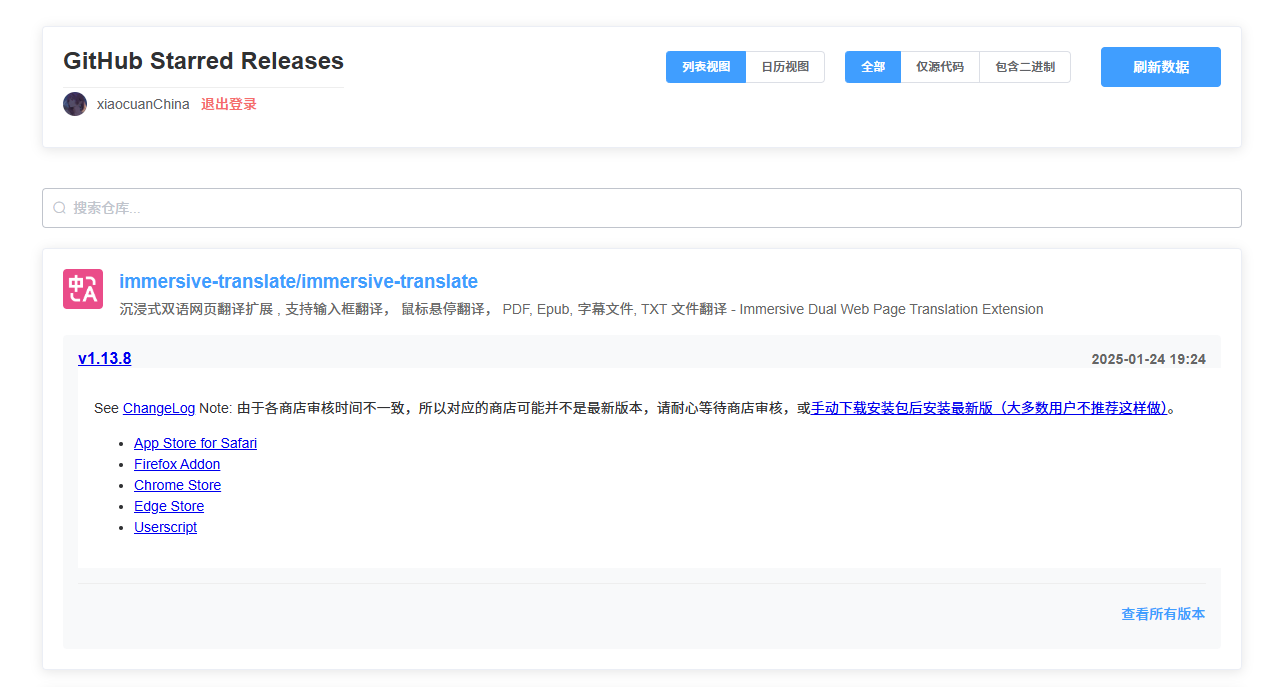 GitHub Starred Releases
列表视图 日历视图 全部 仅源代码 包含二进制 刷新数据
xiaocuanChina 退出登录
搜索仓库...
中 A
immersive-translate/immersive-translate
沉浸式双语网页翻译扩展 , 支持输入框翻译， 鼠标悬停翻译， PDF, Epub, 字幕文件, TXT 文件翻译 - Immersive Dual Web Page Translation Extension
v1.13.8 2025-01-24 19:24
See ChangeLog Note: 由于各商店审核时间不一致，所以对应的商店可能并不是最新版本，请耐心等待商店审核，或手动下载安装包后安装最新版（大多数用户不推荐这样做）。
• App Store for Safari
• Firefox Addon
• Chrome Store
• Edge Store
• Userscript
查看所有版本